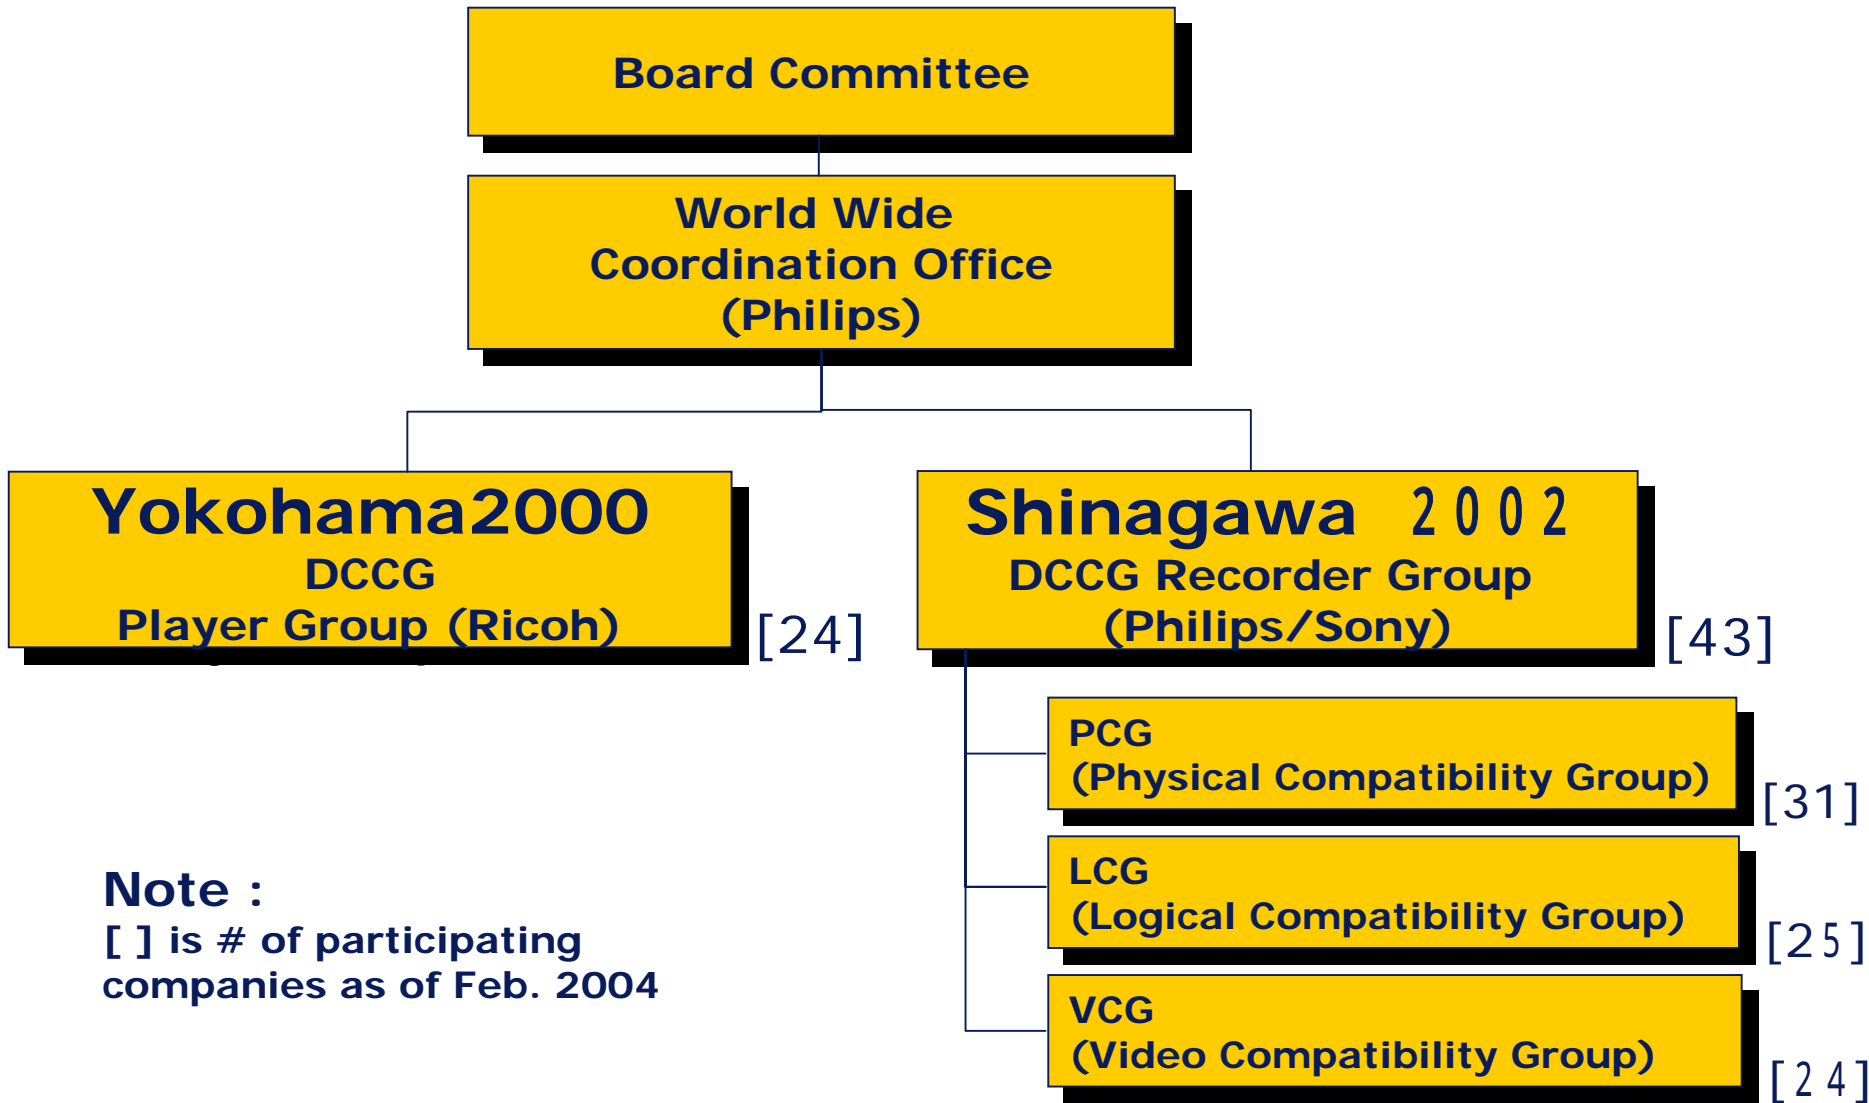 Board Committee
World Wide
Coordination Office
(Philips)
Yokohama2000
DCCG
Player Group (Ricoh)
[24]
Shinagawa 2002
DCCG Recorder Group
(Philips/Sony)
[43]
PCG
(Physical Compatibility Group)
[31]
LCG
(Logical Compatibility Group)
[25]
VCG
(Video Compatibility Group)
[24]
Note :
[ ] is # of participating
companies as of Feb. 2004